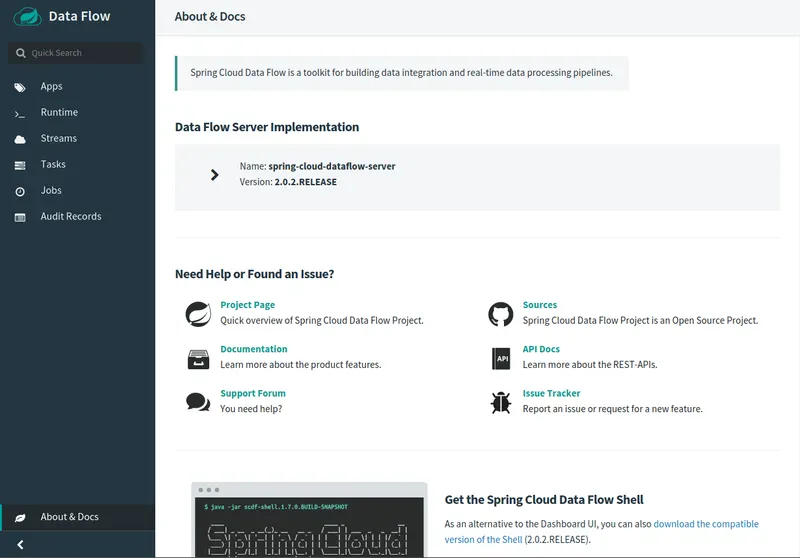 Data Flow
Quick Search
Apps
Runtime
Streams
Tasks
Jobs
Audit Records
About & Docs
About & Docs
Spring Cloud Data Flow is a toolkit for building data integration and real-time data processing pipelines.
Data Flow Server Implementation
Name: spring-cloud-dataflow-server
Version: 2.0.2.RELEASE
Need Help or Found an Issue?
Project Page
Quick overview of Spring Cloud Data Flow Project.
Sources
Spring Cloud Data Flow Project is an Open Source Project.
Documentation
Learn more about the product features.
API
API Docs
Learn more about the REST-APIs.
Support Forum
You need help?
Issue Tracker
Report an issue or request for a new feature.
$ java -jar scdf-shell.1.7.0.BUILD-SNAPSHOT
Spring Cloud
Get the Spring Cloud Data Flow Shell
As an alternative to the Dashboard UI, you can also download the compatible
version of the Shell (2.0.2.RELEASE).